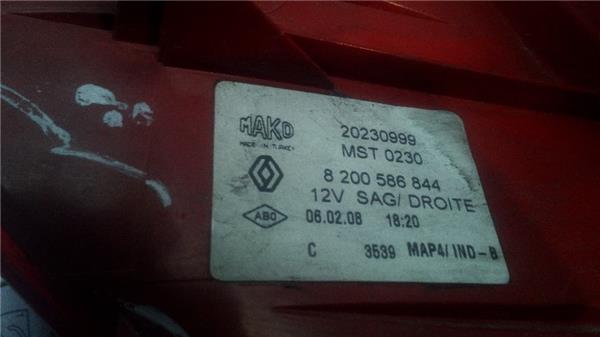 MAKO
MADE IN TURKEY
20230999
MST 0230
8 200 586 844
12V SAG/ DROITE
ABO 06.02.08 18:20
C 3539 MAP4/ IND-B